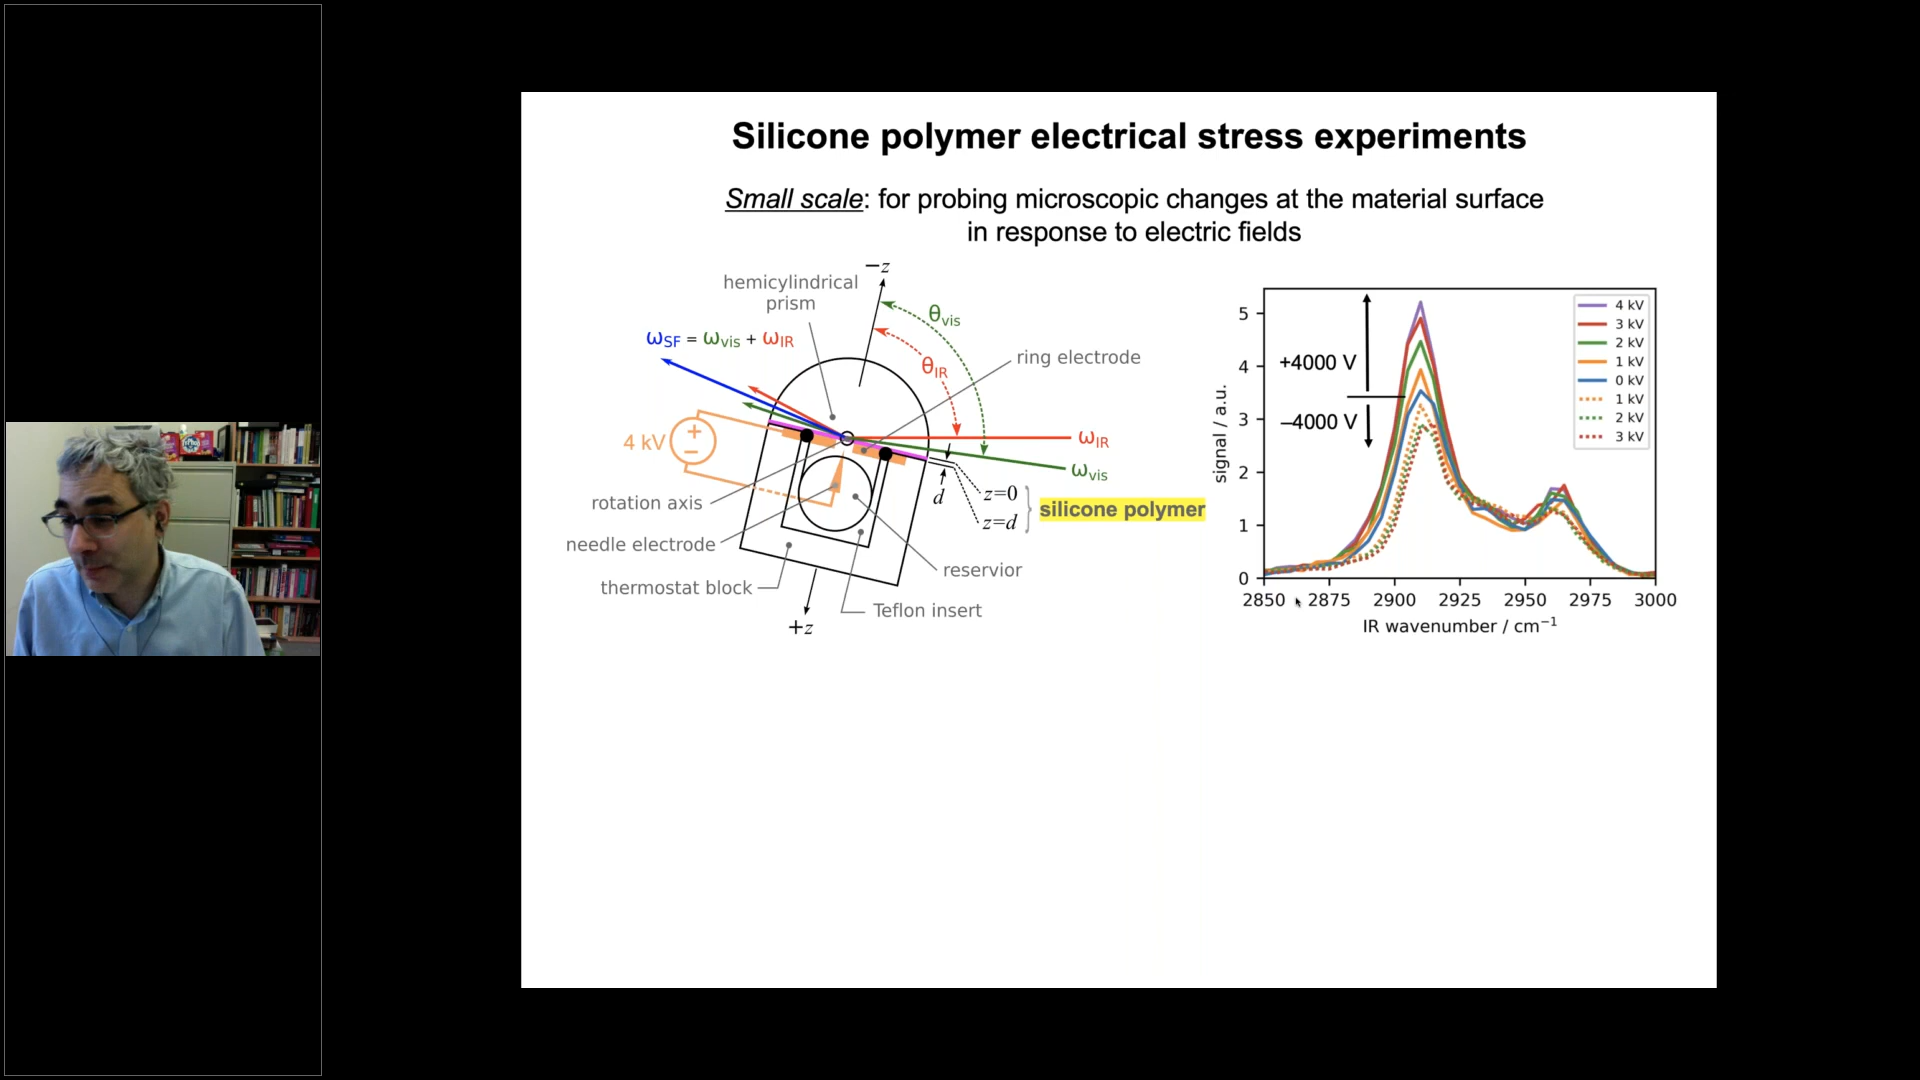 Silicone polymer electrical stress experiments
Small scale: for probing microscopic changes at the material surface
in response to electric fields
−z
hemicylindrical
prism
θvis
ωSF = ωvis + ωIR
θIR
ring electrode
4 kV
+
−
ωIR
ωvis
d
z=0
z=d
silicone polymer
rotation axis
needle electrode
thermostat block
reservior
Teflon insert
+z
signal / a.u.
5
4
3
2
1
0
+4000 V
−4000 V
4 kV
3 kV
2 kV
1 kV
0 kV
1 kV
2 kV
3 kV
2850 2875 2900 2925 2950 2975 3000
IR wavenumber / cm⁻¹